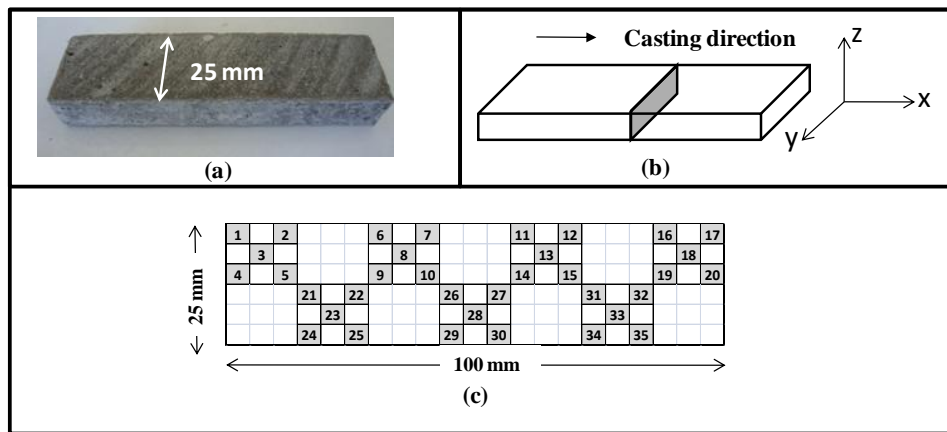 25 mm
(a)
Casting direction
z
x
y
(b)
1 2 6 7 11 12 16 17
3 8 13 18
4 5 9 10 14 15 19 20
21 22 26 27 31 32
23 28 33
24 25 29 30 34 35
25 mm
100 mm
(c)